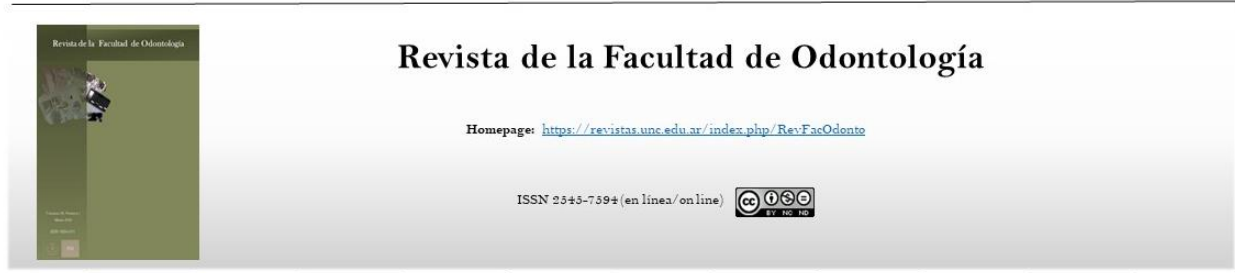 Revista de la Facultad de Odontología
Revista de la Facultad de Odontología
Homepage: https://revistas.unc.edu.ar/index.php/RevFacOdonto
ISSN 2545-7594 (en línea/on line)
cc
BY NC ND